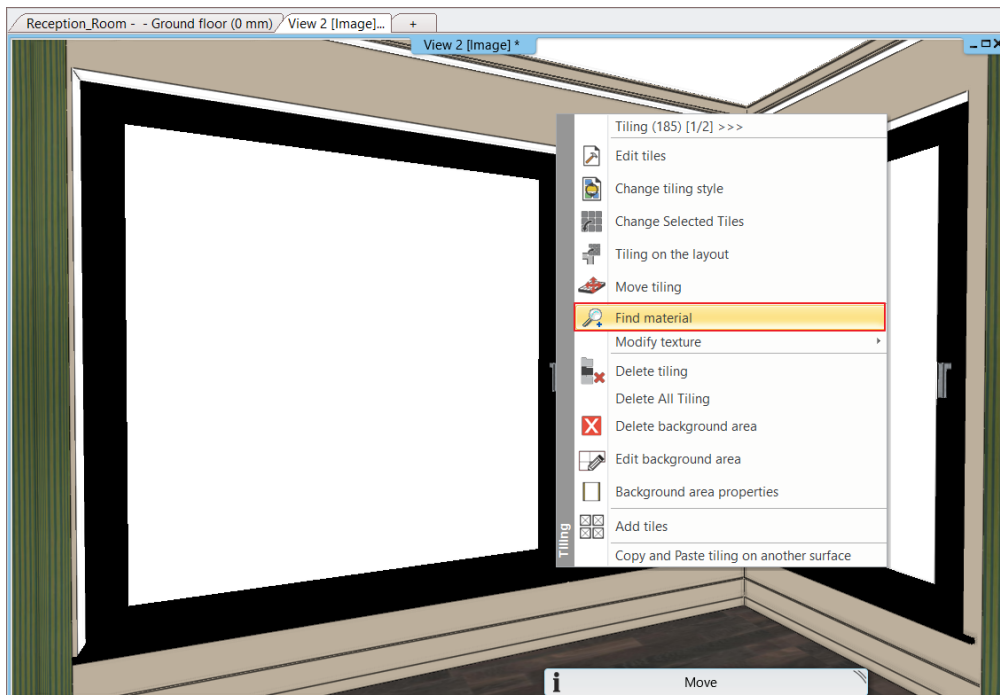 Reception_Room - - Ground floor (0 mm)
View 2 [Image]...
+
View 2 [Image] *
Tiling (185) [1/2] >>>
Edit tiles
Change tiling style
Change Selected Tiles
Tiling on the layout
Move tiling
Find material
Modify texture
Delete tiling
Delete All Tiling
Delete background area
Edit background area
Background area properties
Add tiles
Copy and Paste tiling on another surface
Tiling
Move